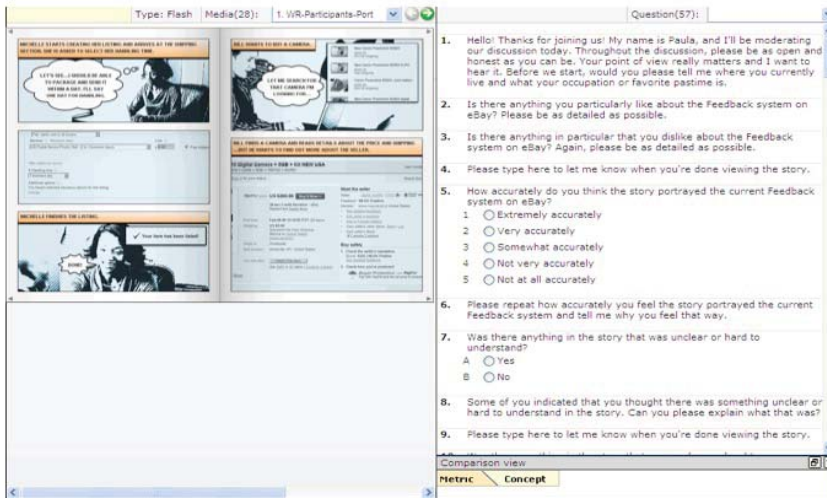 Type: Flash Media(28): 1. WR-Participants-Port
Question(57):
MICHELLE STARTS CREATING HER LISTING AND ARRIVES AT THE SHIPPING
SECTION. SHE IS ASKED TO SELECT HER HANDLING TIME.
LET'S SEE...I WOULD BE ABLE
TO PACKAGE AND SEND IT
WITHIN A DAY. I'LL SAY
ONE DAY FOR HANDLING.
MICHELLE FINISHES THE LISTING.
Your item has been listed!
DONE!
BILL WANTS TO BUY A CAMERA.
LET ME SEARCH FOR
THAT CAMERA I'M
LOOKING FOR...
BILL FINDS A CAMERA AND READS DETAILS ABOUT THE PRICE AND SHIPPING
...BUT HE WANTS TO FIND OUT MORE ABOUT THE SELLER.
1. Hello! Thanks for joining us! My name is Paula, and I'll be moderating
our discussion today. Throughout the discussion, please be as open and
honest as you can be. Your point of view really matters and I want to
hear it. Before we start, would you please tell me where you currently
live and what your occupation or favorite pastime is.
2. Is there anything you particularly like about the Feedback system on
eBay? Please be as detailed as possible.
3. Is there anything in particular that you dislike about the Feedback
system on eBay? Again, please be as detailed as possible.
4. Please type here to let me know when you're done viewing the story.
5. How accurately do you think the story portrayed the current Feedback
system on eBay?
1 Extremely accurately
2 Very accurately
3 Somewhat accurately
4 Not very accurately
5 Not at all accurately
6. Please repeat how accurately you feel the story portrayed the current
Feedback system and tell me why you feel that way.
7. Was there anything in the story that was unclear or hard to
understand?
A Yes
B No
8. Some of you indicated that you thought there was something unclear or
hard to understand in the story. Can you please explain what that was?
9. Please type here to let me know when you're done viewing the story.
Comparison view
Metric Concept